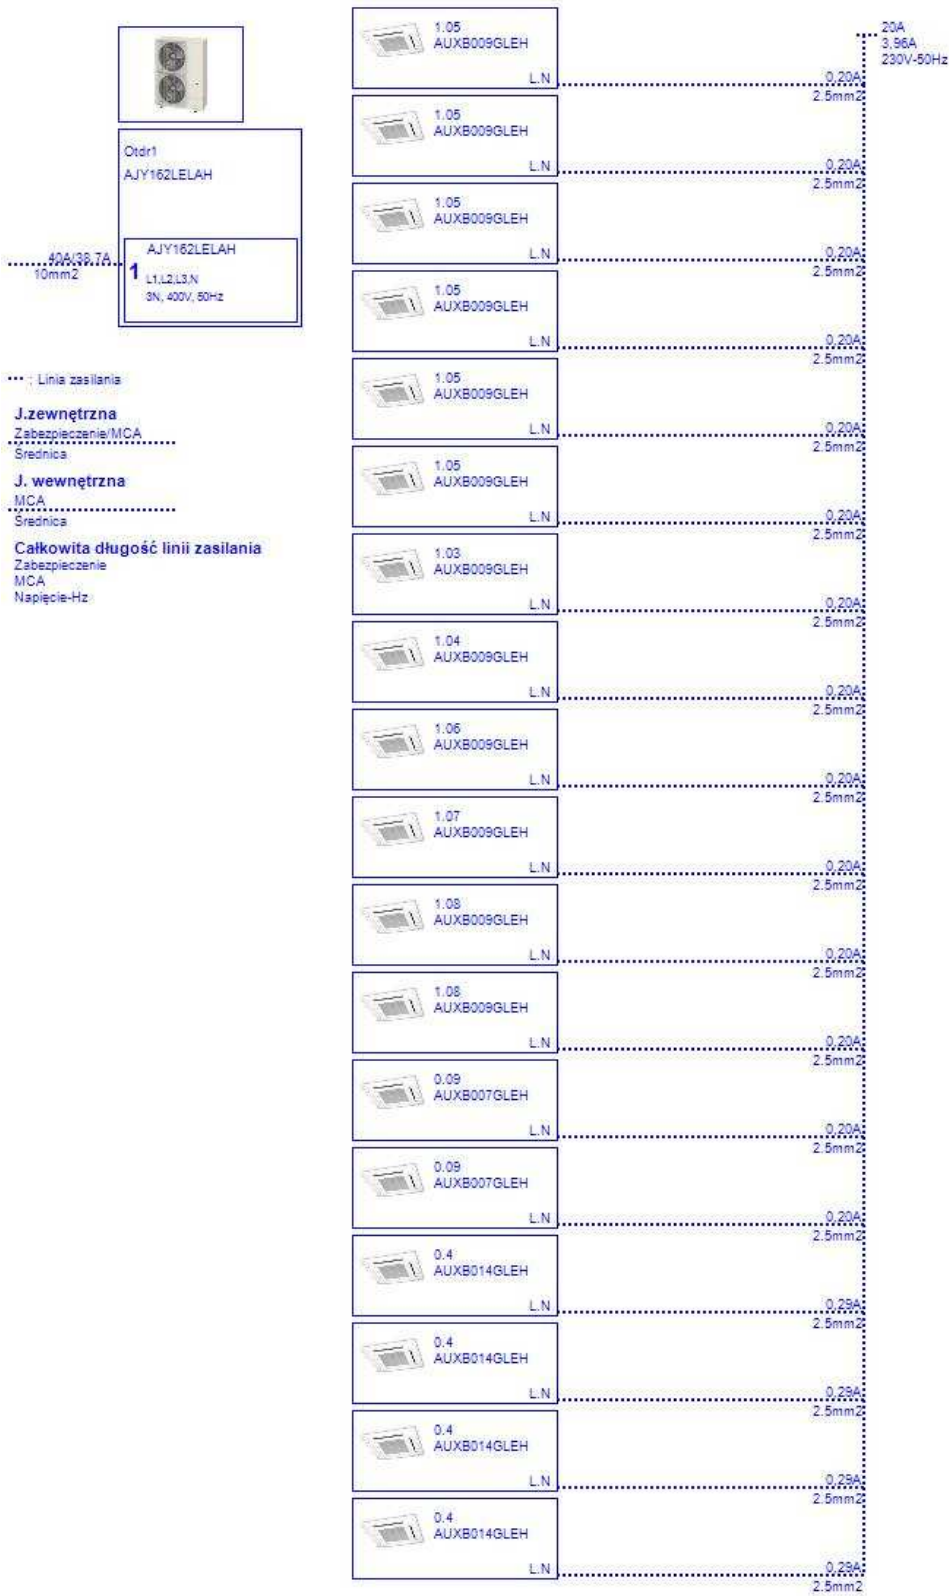 Otdr1
AJY162LELAH
40A/38.7A
10mm2
AJY162LELAH
1
L1,L2,L3,N
3N, 400V, 50Hz
: Linia zasilania
J.zewnętrzna
Zabezpieczenie/MCA
Średnica
J. wewnętrzna
MCA
Średnica
Całkowita długość linii zasilania
Zabezpieczenie
MCA
Napięcie-Hz
1.05
AUXB009GLEH
L.N
0,20A
2.5mm2
1.05
AUXB009GLEH
L.N
0,20A
2.5mm2
1.05
AUXB009GLEH
L.N
0,20A
2.5mm2
1.05
AUXB009GLEH
L.N
0,20A
2.5mm2
1.05
AUXB009GLEH
L.N
0,20A
2.5mm2
1.05
AUXB009GLEH
L.N
0,20A
2.5mm2
1.03
AUXB009GLEH
L.N
0,20A
2.5mm2
1.04
AUXB009GLEH
L.N
0,20A
2.5mm2
1.06
AUXB009GLEH
L.N
0,20A
2.5mm2
1.07
AUXB009GLEH
L.N
0,20A
2.5mm2
1.08
AUXB009GLEH
L.N
0,20A
2.5mm2
1.08
AUXB009GLEH
L.N
0,20A
2.5mm2
0.09
AUXB007GLEH
L.N
0,20A
2.5mm2
0.09
AUXB007GLEH
L.N
0,20A
2.5mm2
0.4
AUXB014GLEH
L.N
0,29A
2.5mm2
0.4
AUXB014GLEH
L.N
0,29A
2.5mm2
0.4
AUXB014GLEH
L.N
0,29A
2.5mm2
0.4
AUXB014GLEH
L.N
0,29A
2.5mm2
20A
3,96A
230V-50Hz